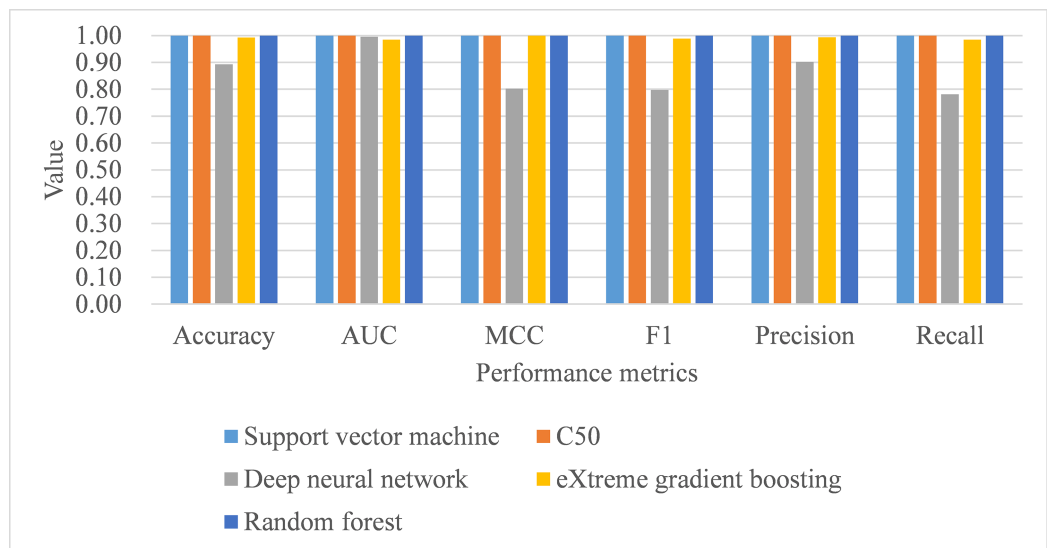 1.00
0.90
0.80
0.70
0.60
0.50
0.40
0.30
0.20
0.10
0.00
Value
Accuracy AUC MCC F1 Precision Recall
Performance metrics
Support vector machine C50
Deep neural network eXtreme gradient boosting
Random forest